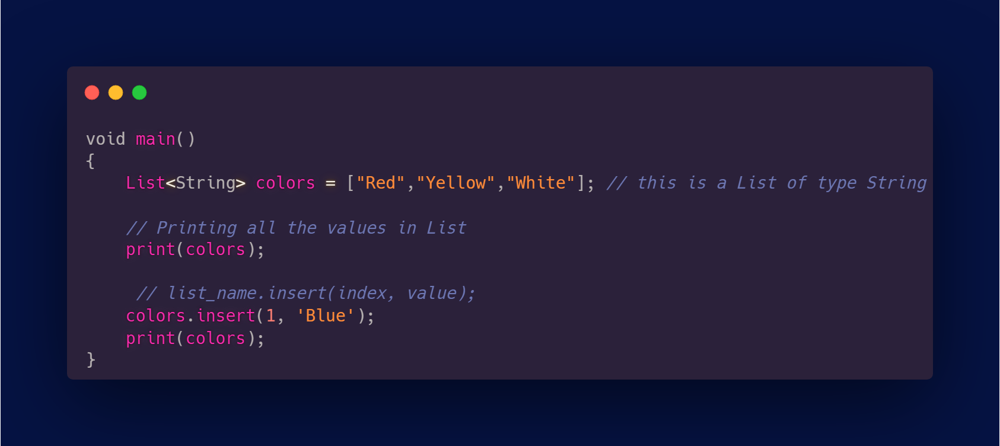 void main()
{
    List<String> colors = ["Red","Yellow","White"]; // this is a List of type String
    // Printing all the values in List
    print(colors);
     // list_name.insert(index, value);
    colors.insert(1, 'Blue');
    print(colors);
}